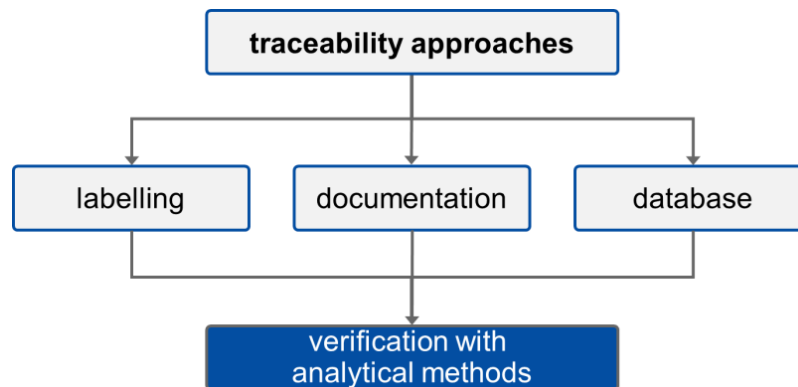 traceability approaches
labelling
documentation
database
verification with
analytical methods